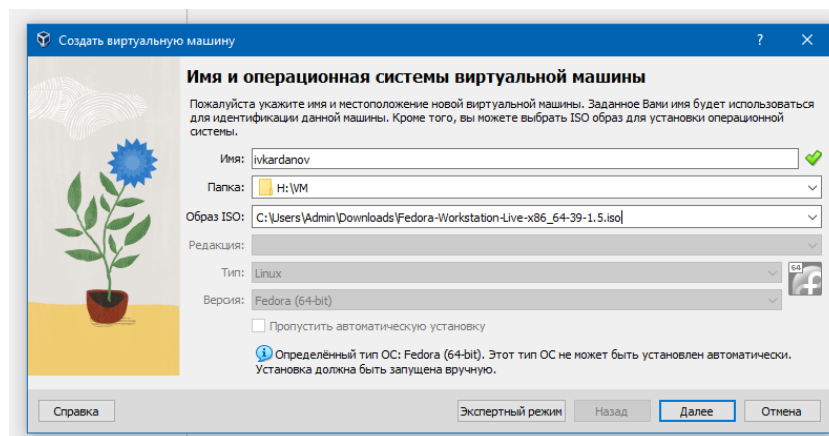 Создать виртуальную машину
?
Имя и операционная системы виртуальной машины
Пожалуйста укажите имя и местоположение новой виртуальной машины. Заданное Вами имя будет использоваться
для идентификации данной машины. Кроме того, вы можете выбрать ISO образ для установки операционной
системы.
Имя: ivkardanov
Папка: H:\VM
Образ ISO: C:\Users\Admin\Downloads\Fedora-Workstation-Live-x86_64-39-1.5.iso
Редакция:
Тип: Linux
64
Версия: Fedora (64-bit)
Пропустить автоматическую установку
Определённый тип ОС: Fedora (64-bit). Этот тип ОС не может быть установлен автоматически.
Установка должна быть запущена вручную.
Справка Экспертный режим Назад Далее Отмена